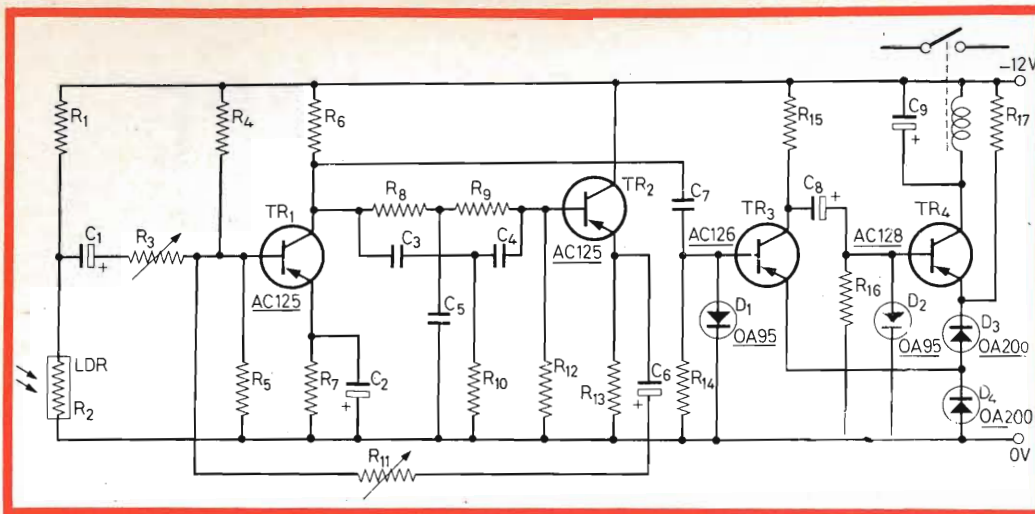 R1
R4
R6
R15
C9
−12V
R17
TR1
R8
R9
TR2
C7
TR3
C8
TR4
C1
+
R3
C3
C4
AC126
AC128
+
AC125
AC125
C5
D1
R16
D2
D3
OA200
LDR
R2
R5
R7
C2
+
R10
R12
R13
C6
+
R14
OA95
OA95
D4
OA200
0V
R11
+